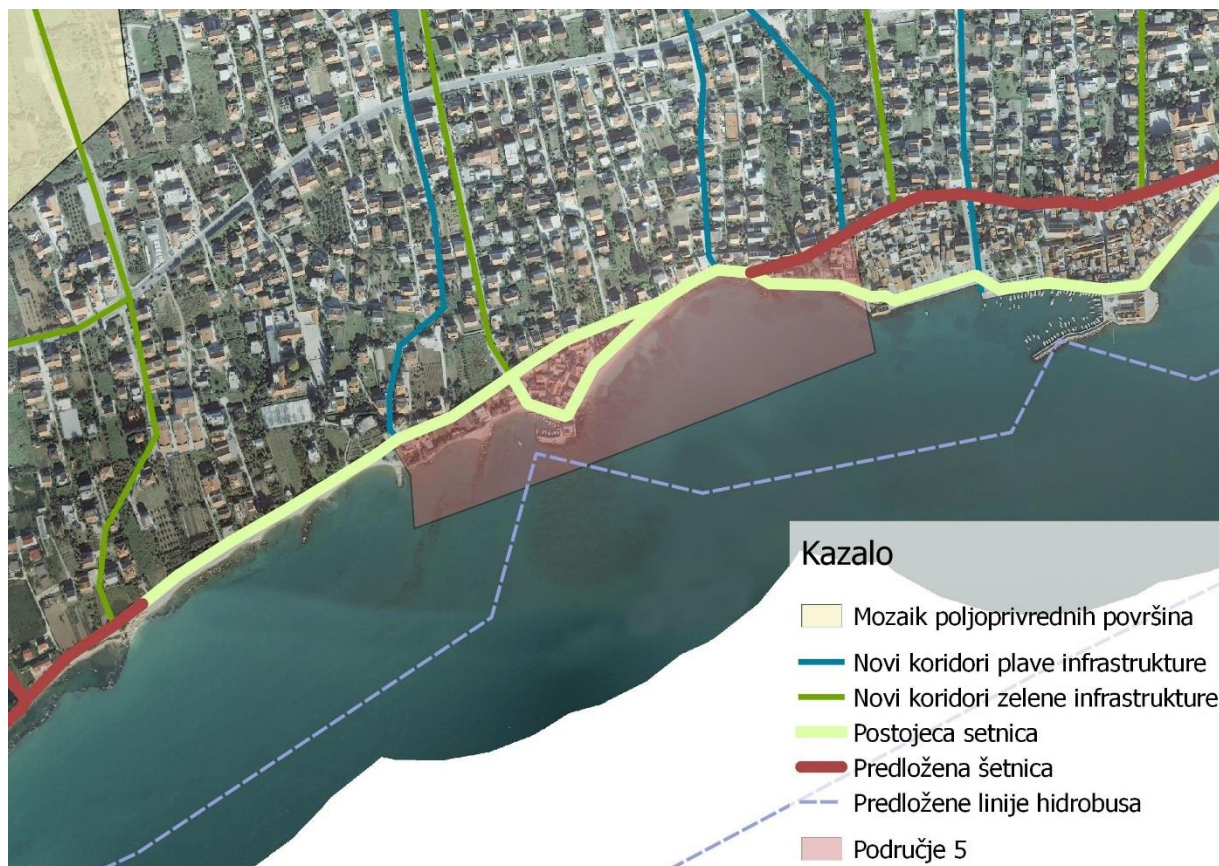 Kazalo
Mozaik poljoprivrednih površina
Novi koridori plave infrastrukture
Novi koridori zelene infrastrukture
Postojeca setnica
Predložena šetnica
Predložene linije hidrobusa
Područje 5